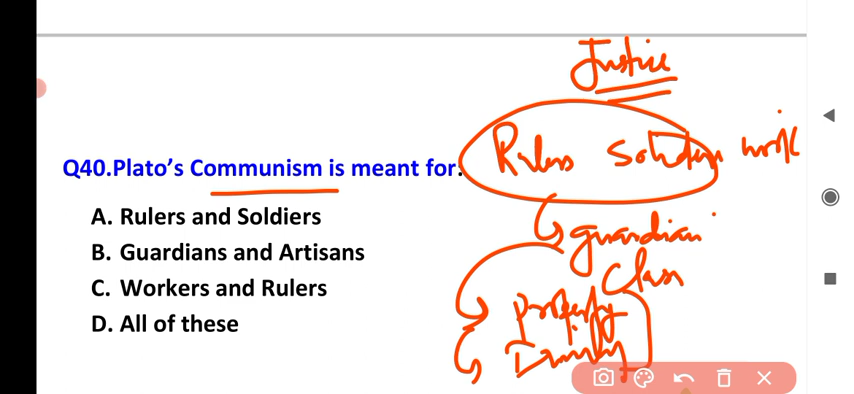 Justice
Rulers Soldiers
Q40.Plato's Communism is meant for:
A. Rulers and Soldiers
guardian
B. Guardians and Artisans
Class
C. Workers and Rulers
Property
D. All of these
Family